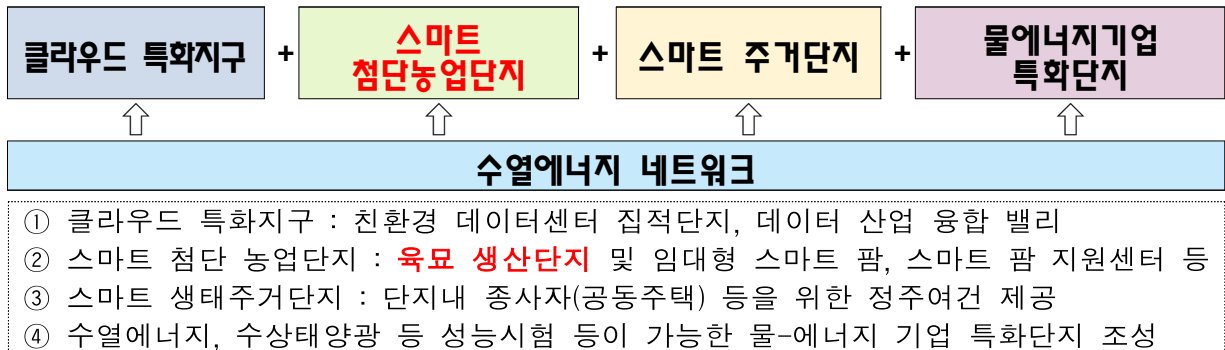 클라우드 특화지구 + 스마트 첨단농업단지 + 스마트 주거단지 + 물에너지기업 특화단지
수열에너지 네트워크
① 클라우드 특화지구 : 친환경 데이터센터 집적단지, 데이터 산업 융합 밸리
② 스마트 첨단 농업단지 : 육묘 생산단지 및 임대형 스마트 팜, 스마트 팜 지원센터 등
③ 스마트 생태주거단지 : 단지내 종사자(공동주택) 등을 위한 정주여건 제공
④ 수열에너지, 수상태양광 등 성능시험 등이 가능한 물-에너지 기업 특화단지 조성